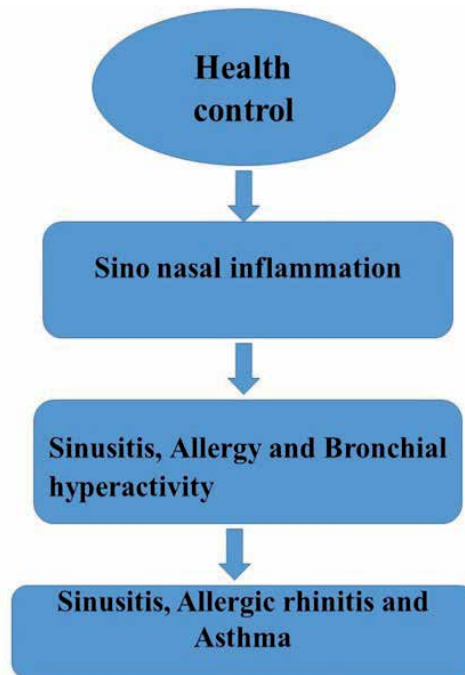 Health
control
Sino nasal inflammation
Sinusitis, Allergy and Bronchial
hyperactivity
Sinusitis, Allergic rhinitis and
Asthma